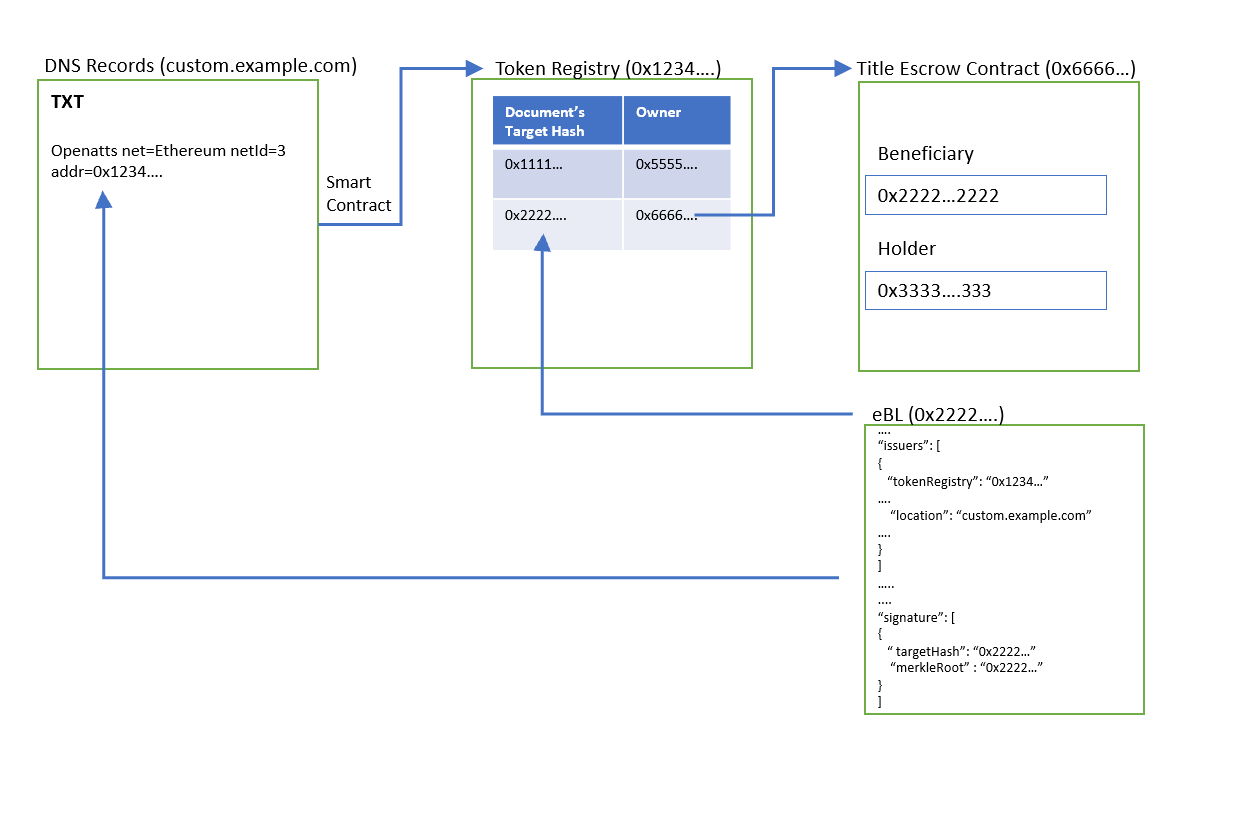 DNS Records (custom.example.com)
TXT
Openatts net=Ethereum netId=3
addr=0x1234....
Smart
Contract
Token Registry (0x1234....)
Document’s
Target Hash
Owner
0x1111...
0x5555....
0x2222....
0x6666....
Title Escrow Contract (0x6666...)
Beneficiary
0x2222...2222
Holder
0x3333....333
eBL (0x2222....)
....
“issuers”: [
{
“tokenRegistry”: “0x1234...”
....
“location”: “custom.example.com”
....
}
]
.....
....
“signature”: [
{
“ targetHash”: “0x2222...”
“merkleRoot” : “0x2222...”
}
]